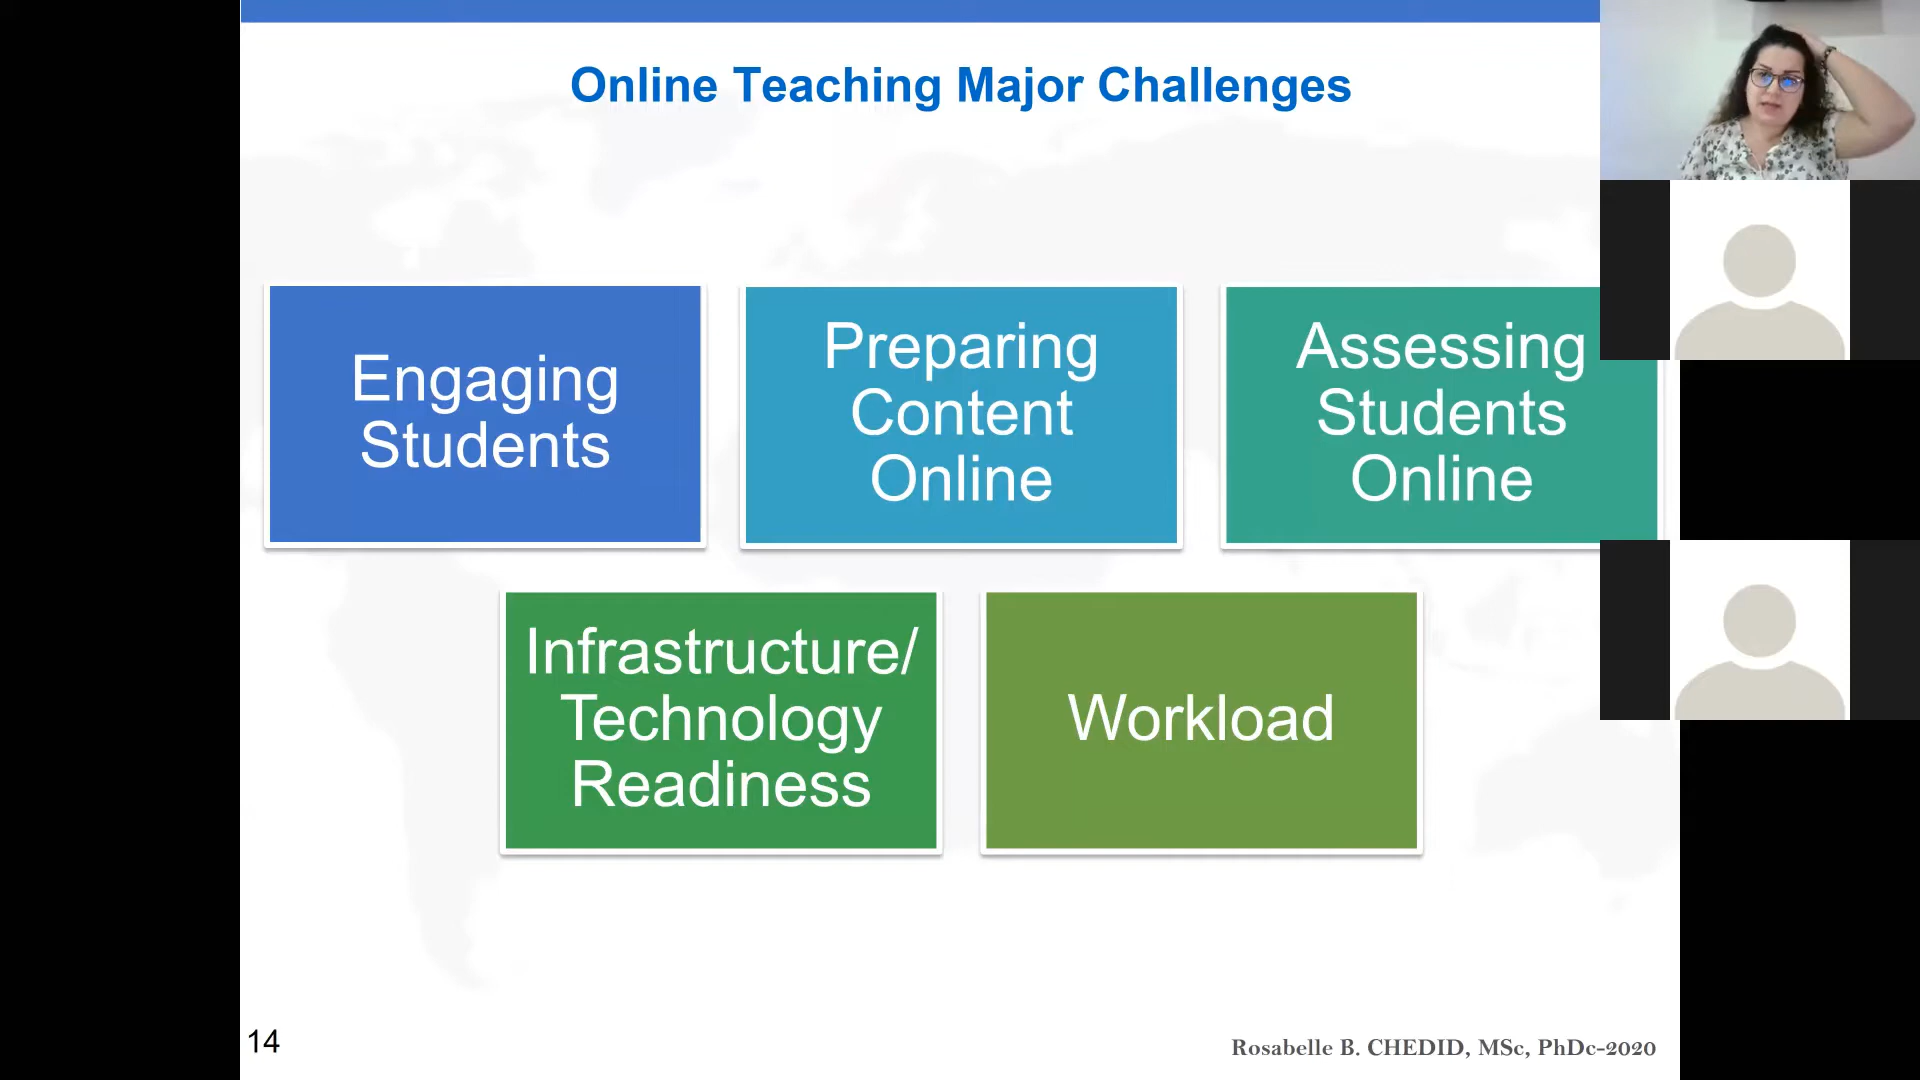 Online Teaching Major Challenges
Engaging
Students
Preparing
Content
Online
Assessing
Students
Online
Infrastructure/
Technology
Readiness
Workload
14
Rosabelle B. CHEDID, MSc, PhDc-2020